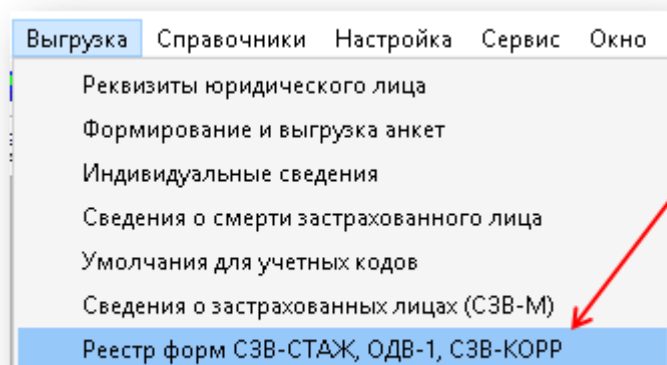 Выгрузка Справочники Настройка Сервис Окно
Реквизиты юридического лица
Формирование и выгрузка анкет
Индивидуальные сведения
Сведения о смерти застрахованного лица
Умолчания для учетных кодов
Сведения о застрахованных лицах (СЗВ-М)
Реестр форм СЗВ-СТАЖ, ОДВ-1, СЗВ-КОРР